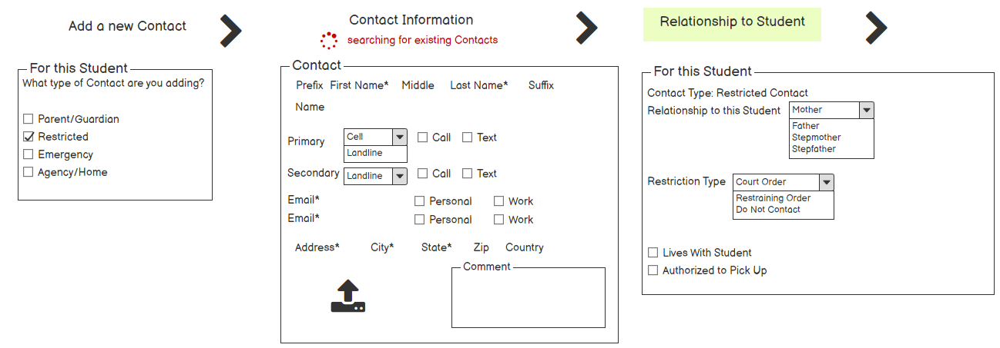 Add a new Contact
For this Student
What type of Contact are you adding?
Parent/Guardian
Restricted
Emergency
Agency/Home
Contact Information
searching for existing Contacts
Contact
Prefix First Name* Middle Last Name* Suffix
Name
Primary Cell Call Text
Landline
Secondary Landline Call Text
Email* Personal Work
Email* Personal Work
Address* City* State* Zip Country
Comment
Relationship to Student
For this Student
Contact Type: Restricted Contact
Relationship to this Student Mother
Father
Stepmother
Stepfather
Restriction Type Court Order
Restraining Order
Do Not Contact
Lives With Student
Authorized to Pick Up